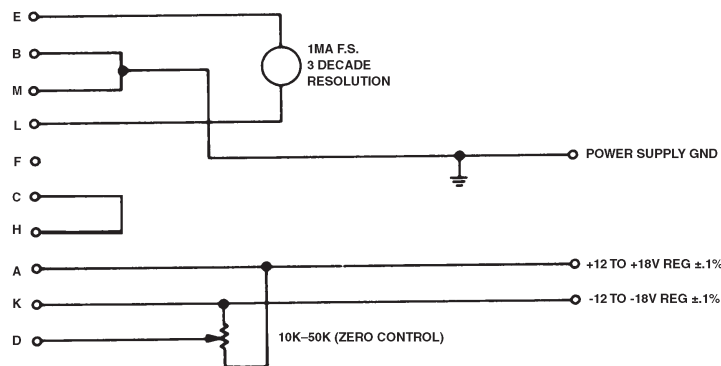 E
B
M
L
F
C
H
A
K
D
1MA F.S.
3 DECADE
RESOLUTION
POWER SUPPLY GND
+12 TO +18V REG ±.1%
-12 TO -18V REG ±.1%
10K–50K (ZERO CONTROL)